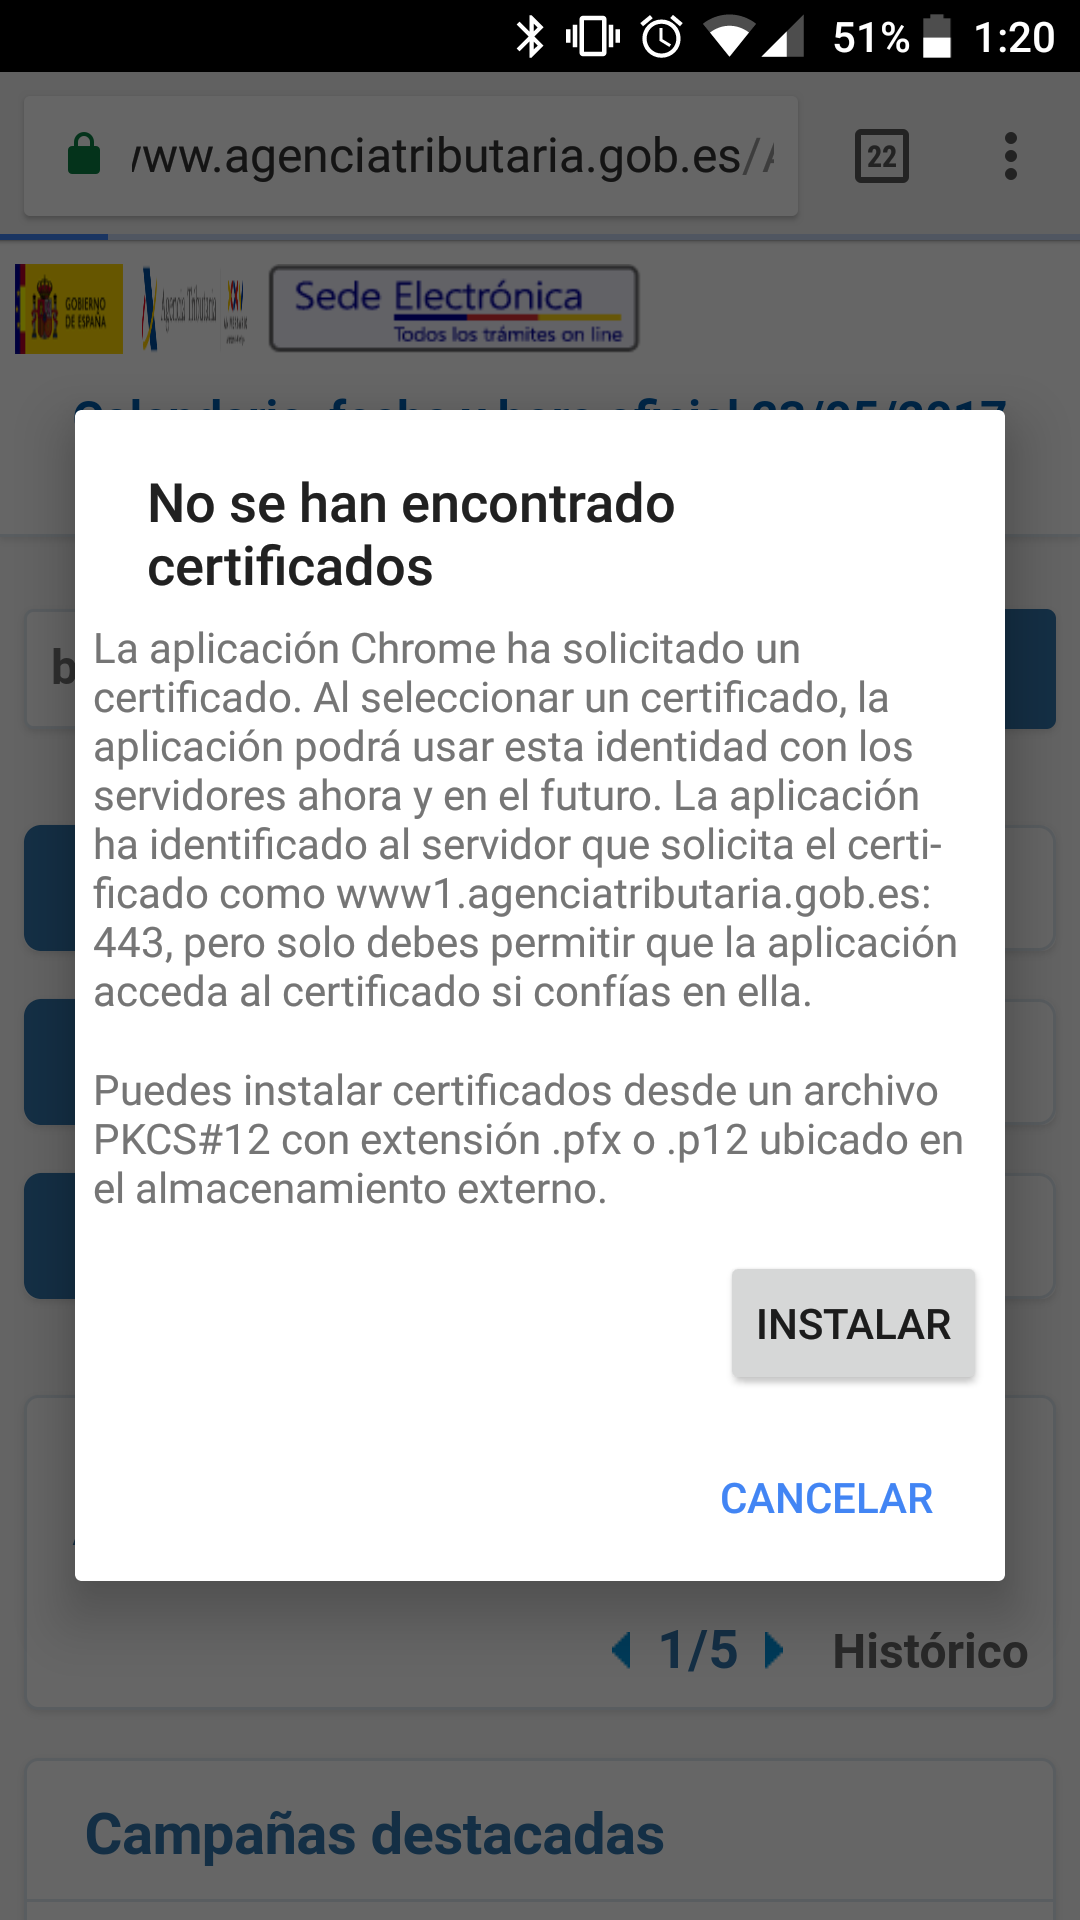 51% 1:20
www.agenciatributaria.gob.es/
22
GOBIERNO
DE ESPAÑA
Agencia Tributaria
Sede Electrónica
Todos los trámites on line
No se han encontrado
certificados
La aplicación Chrome ha solicitado un
certificado. Al seleccionar un certificado, la
aplicación podrá usar esta identidad con los
servidores ahora y en el futuro. La aplicación
ha identificado al servidor que solicita el certi-
ficado como www1.agenciatributaria.gob.es:
443, pero solo debes permitir que la aplicación
acceda al certificado si confías en ella.
Puedes instalar certificados desde un archivo
PKCS#12 con extensión .pfx o .p12 ubicado en
el almacenamiento externo.
INSTALAR
CANCELAR
1/5 Histórico
Campañas destacadas